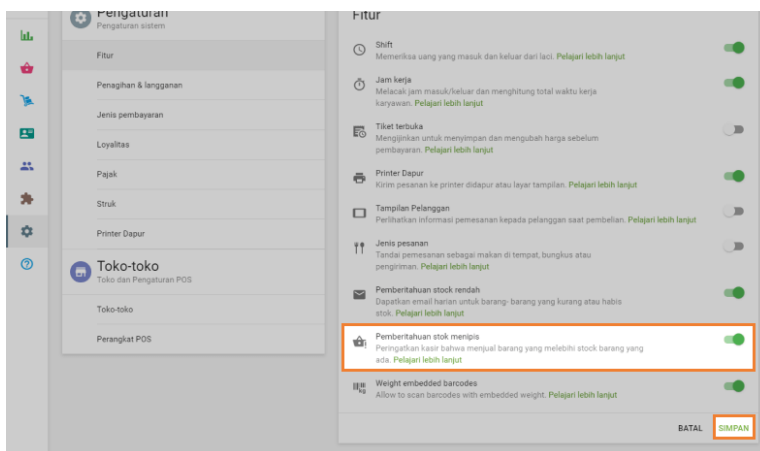 Pengaturan
Pengaturan sistem
Fitur
Penagihan & langganan
Jenis pembayaran
Loyalitas
Pajak
Struk
Printer Dapur
Toko-toko
Toko dan Pengaturan POS
Toko-toko
Perangkat POS
Fitur
Shift
Memeriksa uang yang masuk dan keluar dari laci. Pelajari lebih lanjut
Jam kerja
Melacak jam masuk/keluar dan menghitung total waktu kerja
karyawan. Pelajari lebih lanjut
Tiket terbuka
Mengijinkan untuk menyimpan dan mengubah harga sebelum
pembayaran. Pelajari lebih lanjut
Printer Dapur
Kirim pesanan ke printer didapur atau layar tampilan. Pelajari lebih lanjut
Tampilan Pelanggan
Perlihatkan informasi pemesanan kepada pelanggan saat pembelian. Pelajari lebih lanjut
Jenis pesanan
Tandai pemesanan sebagai makan di tempat, bungkus atau
pengiriman. Pelajari lebih lanjut
Pemberitahuan stock rendah
Dapatkan email harian untuk barang- barang yang kurang atau habis
stok. Pelajari lebih lanjut
Pemberitahuan stok menipis
Peringatkan kasir bahwa menjual barang yang melebihi stock barang yang
ada. Pelajari lebih lanjut
Weight embedded barcodes
Allow to scan barcodes with embedded weight. Pelajari lebih lanjut
BATAL SIMPAN